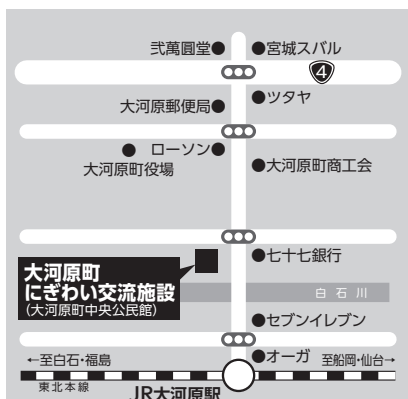 弐萬圓堂●
●宮城スバル
4
●ツタヤ
大河原郵便局●
● ローソン●
大河原町役場
●大河原町商工会
●七十七銀行
大河原町
にぎわい交流施設
(大河原町中央公民館)
白石川
●セブンイレブン
●オーガ
←至白石・福島
至船岡・仙台→
東北本線
JR大河原駅